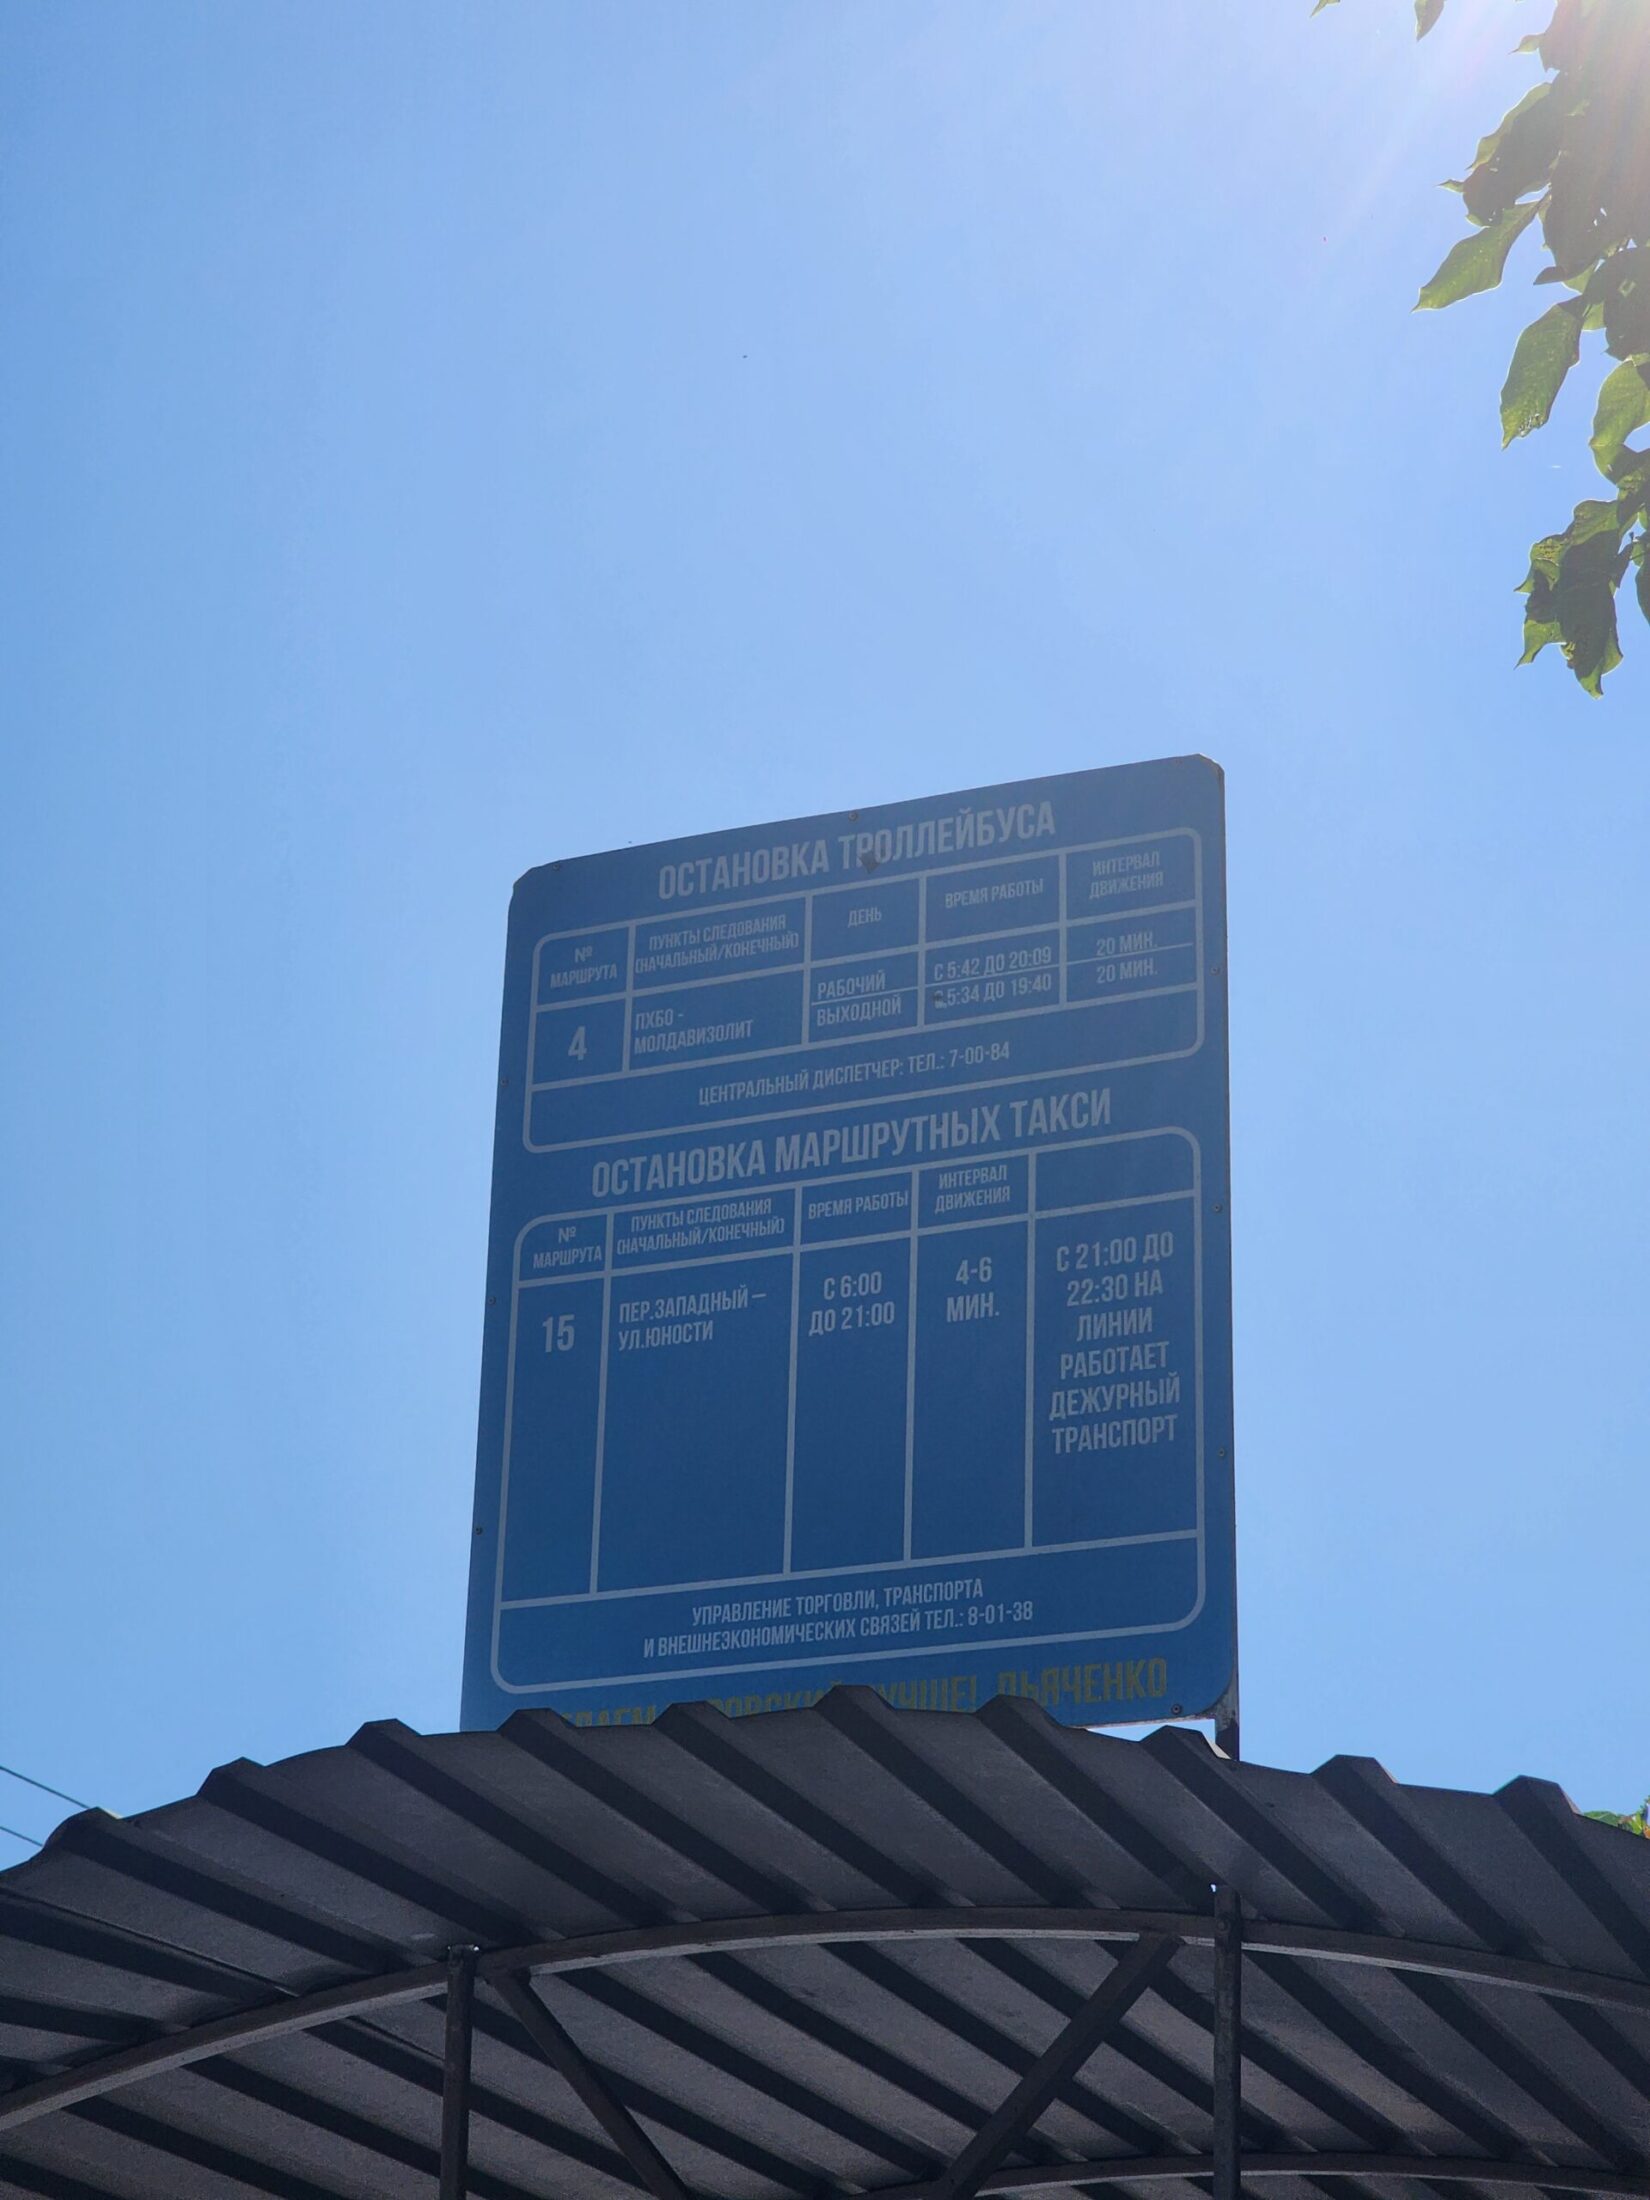 ОСТАНОВКА ТРОЛЛЕЙБУСА
№ МАРШРУТА
ПУНКТЫ СЛЕДОВАНИЯ (НАЧАЛЬНЫЙ/КОНЕЧНЫЙ)
ДЕНЬ
ВРЕМЯ РАБОТЫ
ИНТЕРВАЛ ДВИЖЕНИЯ
4
ПХБО -
МОЛДАВИЗОЛИТ
РАБОЧИЙ
С 5:42 ДО 20:09
20 МИН.
ВЫХОДНОЙ
С 5:34 ДО 19:40
20 МИН.
ЦЕНТРАЛЬНЫЙ ДИСПЕТЧЕР: ТЕЛ.: 7-00-84
ОСТАНОВКА МАРШРУТНЫХ ТАКСИ
№ МАРШРУТА
ПУНКТЫ СЛЕДОВАНИЯ (НАЧАЛЬНЫЙ/КОНЕЧНЫЙ)
ВРЕМЯ РАБОТЫ
ИНТЕРВАЛ ДВИЖЕНИЯ
15
ПЕР.ЗАПАДНЫЙ –
УЛ.ЮНОСТИ
С 6:00
ДО 21:00
4-6
МИН.
С 21:00 ДО
22:30 НА
ЛИНИИ
РАБОТАЕТ
ДЕЖУРНЫЙ
ТРАНСПОРТ
УПРАВЛЕНИЕ ТОРГОВЛИ, ТРАНСПОРТА
И ВНЕШНЕЭКОНОМИЧЕСКИХ СВЯЗЕЙ ТЕЛ.: 8-01-38
ЛУЧШЕ! ДЬЯЧЕНКО